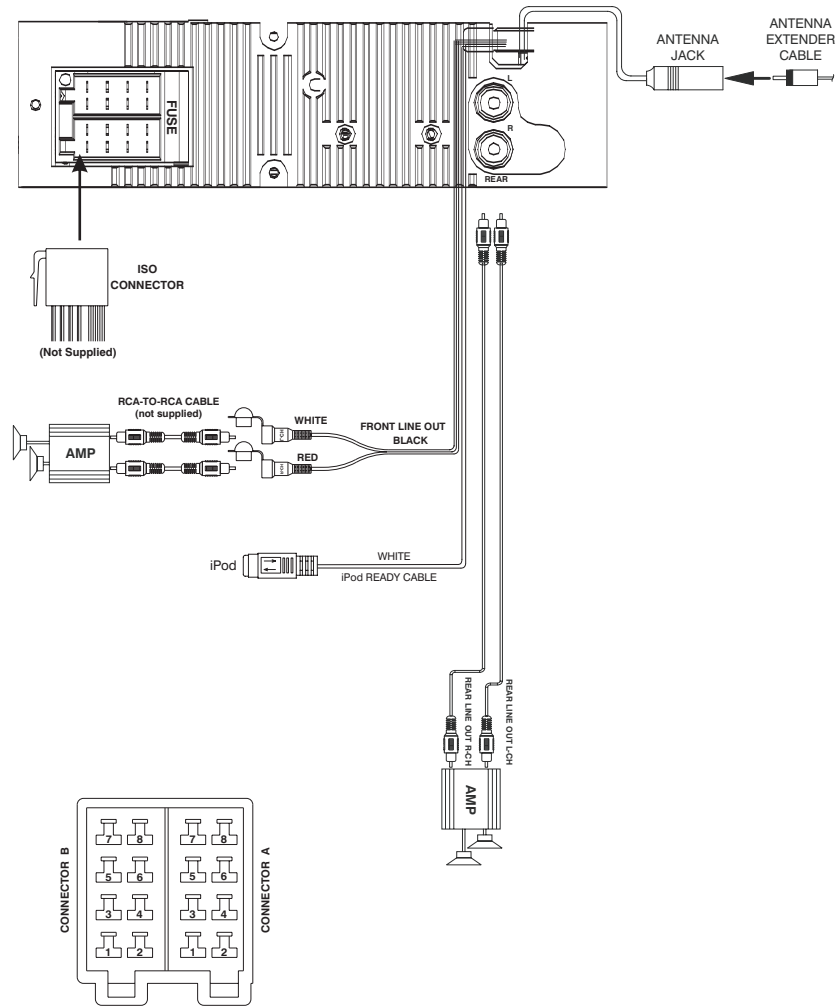 ANTENNA
JACK
ANTENNA
EXTENDER
CABLE
FUSE
L
R
REAR
ISO
CONNECTOR
(Not Supplied)
RCA-TO-RCA CABLE
(not supplied)
AMP
WHITE
RED
FRONT LINE OUT
BLACK
iPod
WHITE
iPod READY CABLE
REAR LINE OUT R-CH
REAR LINE OUT L-CH
AMP
CONNECTOR B
CONNECTOR A
7 8 7 8
5 6 5 6
3 4 3 4
1 2 1 2